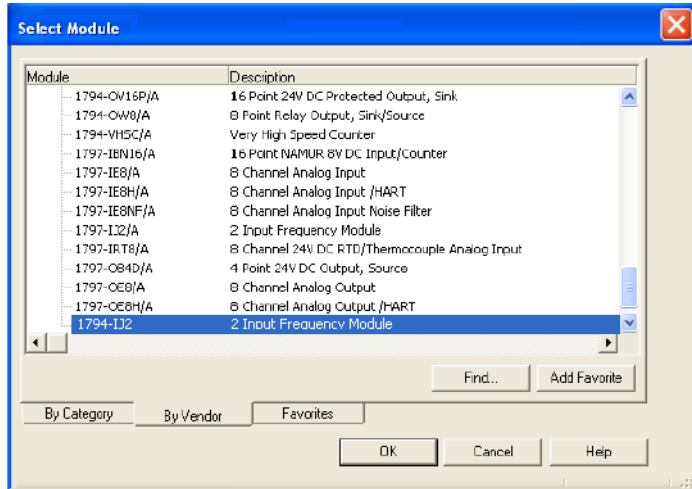 Select Module
Module Description
1794-OV16P/A 16 Point 24V DC Protected Output, Sink
1794-OW8/A 8 Point Relay Output, Sink/Source
1794-VHSC/A Very High Speed Counter
1797-IBN16/A 16 Point NAMUR 8V DC Input/Counter
1797-IE8/A 8 Channel Analog Input
1797-IE8H/A 8 Channel Analog Input /HART
1797-IE8NF/A 8 Channel Analog Input Noise Filter
1797-IJ2/A 2 Input Frequency Module
1797-IRT8/A 8 Channel 24V DC RTD/Thermocouple Analog Input
1797-OB4D/A 4 Point 24V DC Output, Source
1797-OE8/A 8 Channel Analog Output
1797-OE8H/A 8 Channel Analog Output /HART
1794-IJ2 2 Input Frequency Module
Find... Add Favorite
By Category By Vendor Favorites
OK Cancel Help